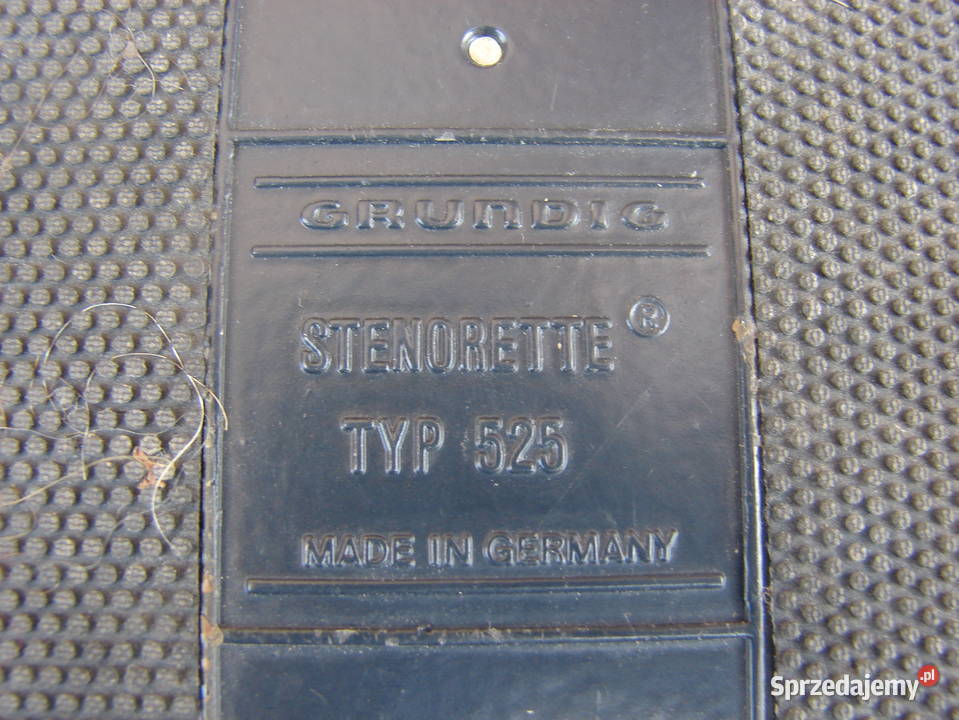 GRUNDIG
STENORETTE®
TYP 525
MADE IN GERMANY
Sprzedajemy.pl